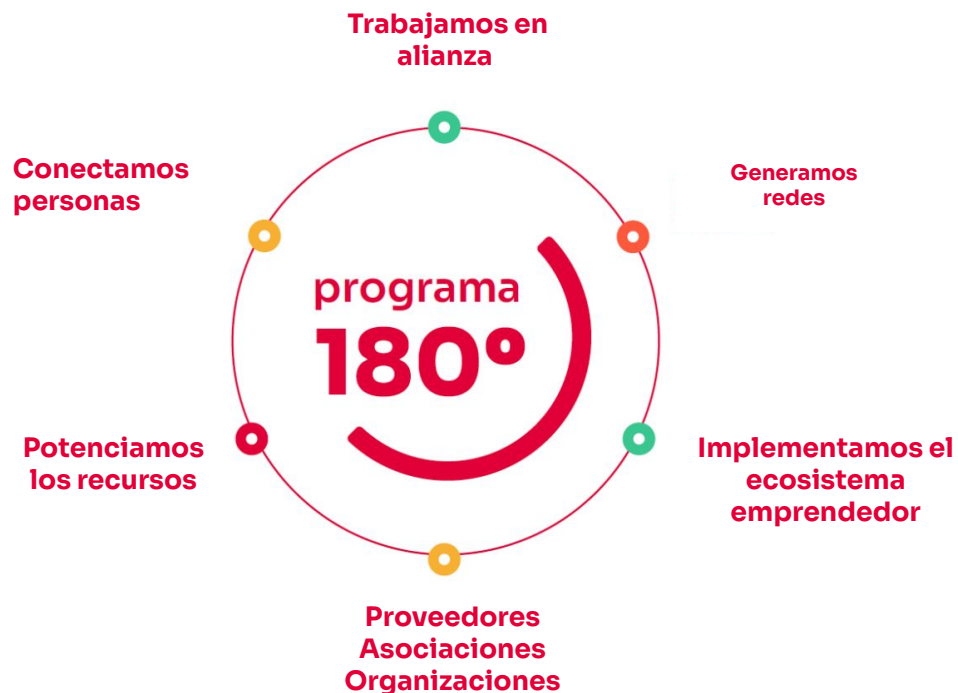 Trabajamos en
alianza
Conectamos
personas
Generamos
redes
programa
180º
Potenciamos
los recursos
Implementamos el
ecosistema
emprendedor
Proveedores
Asociaciones
Organizaciones